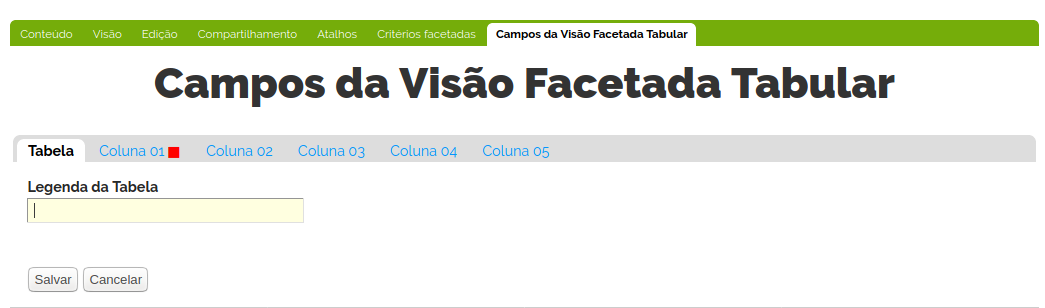 Conteúdo Visão Edição Compartilhamento Atalhos Critérios facetadas Campos da Visão Facetada Tabular
Campos da Visão Facetada Tabular
Tabela Coluna 01 Coluna 02 Coluna 03 Coluna 04 Coluna 05
Legenda da Tabela
Salvar Cancelar